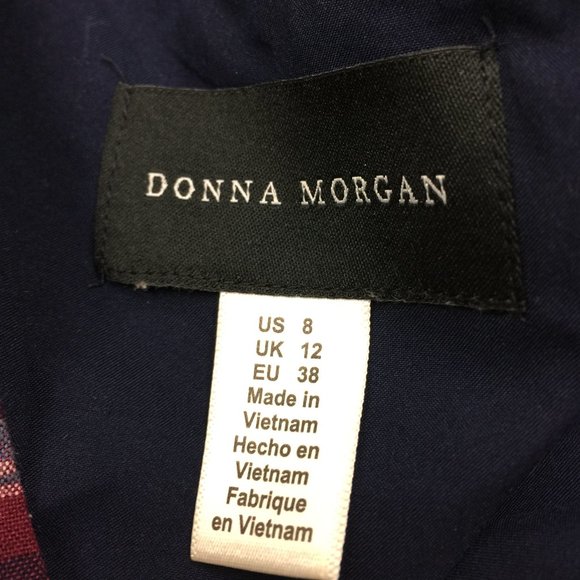 DONNA MORGAN
US 8
UK 12
EU 38
Made in
Vietnam
Hecho en
Vietnam
Fabrique
en Vietnam